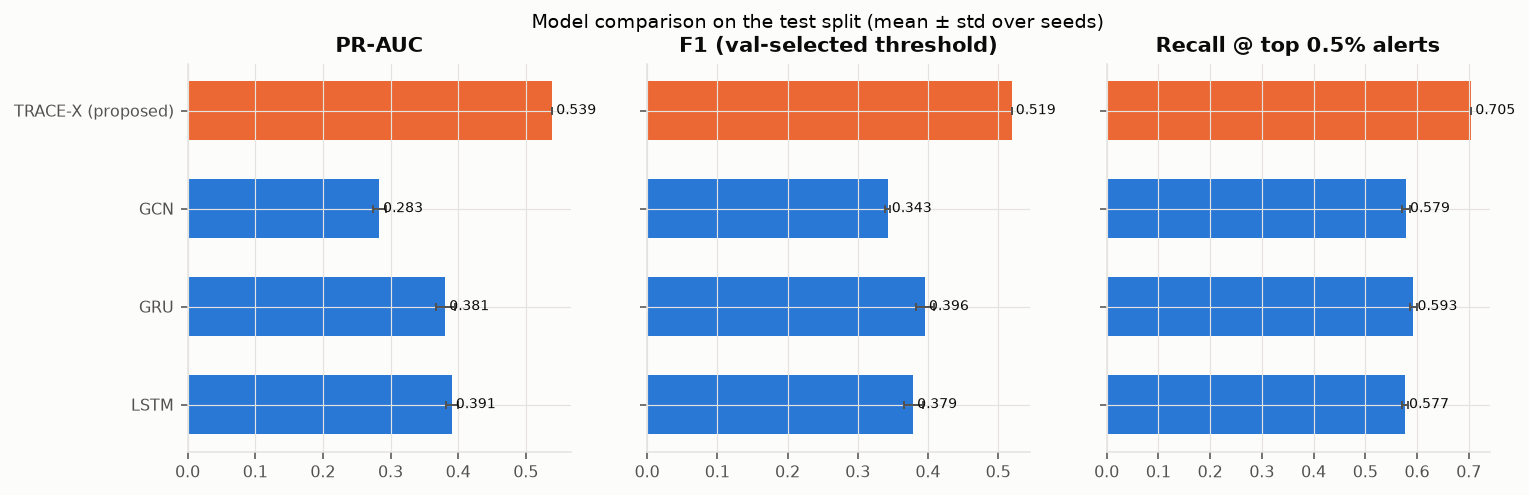 Model comparison on the test split (mean ± std over seeds)
PR-AUC
F1 (val-selected threshold)
Recall @ top 0.5% alerts
TRACE-X (proposed)
0.539
0.519
0.705
GCN
0.283
0.343
0.579
GRU
0.381
0.396
0.593
LSTM
0.391
0.379
0.577
0.0 0.1 0.2 0.3 0.4 0.5
0.0 0.1 0.2 0.3 0.4 0.5
0.0 0.1 0.2 0.3 0.4 0.5 0.6 0.7